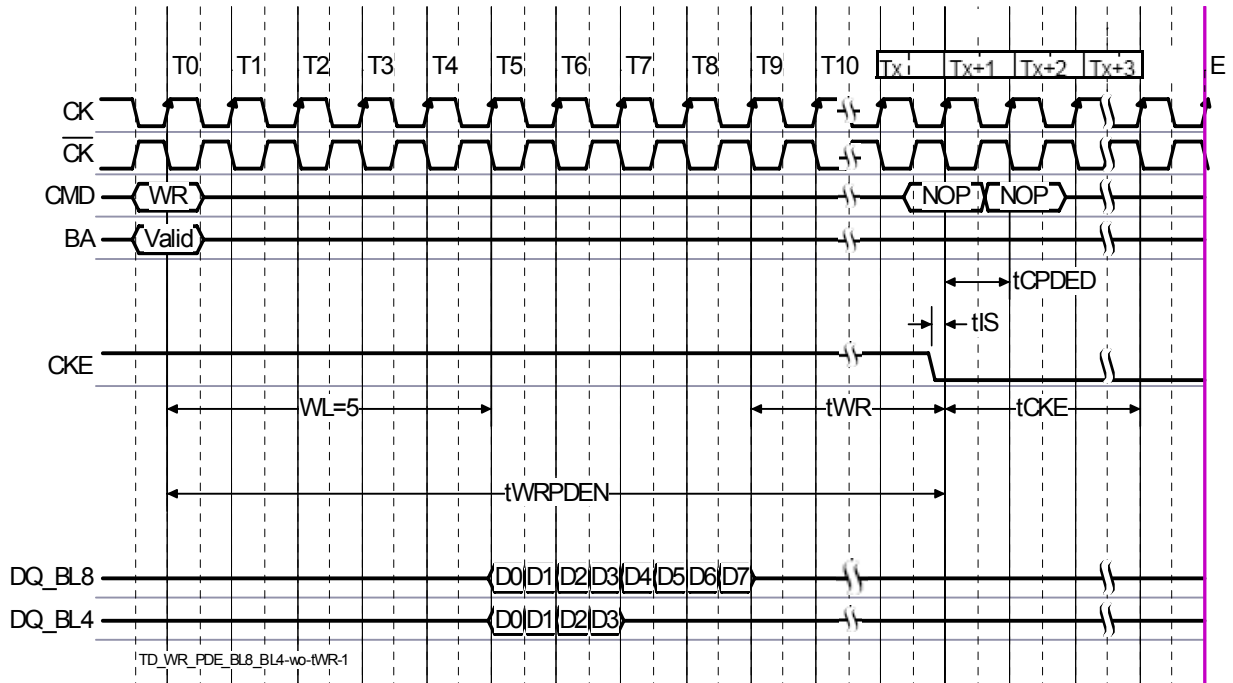 T0 T1 T2 T3 T4 T5 T6 T7 T8 T9 T10 Tx Tx+1 Tx+2 Tx+3 E
CK
CK
CMD WR NOP NOP
BA Valid
tCPDED
tIS
CKE
WL=5 tWR tCKE
tWRPDEN
DQ_BL8 D0 D1 D2 D3 D4 D5 D6 D7
DQ_BL4 D0 D1 D2 D3
TD_WR_PDE_BL8_BL4-wo-tWR-1